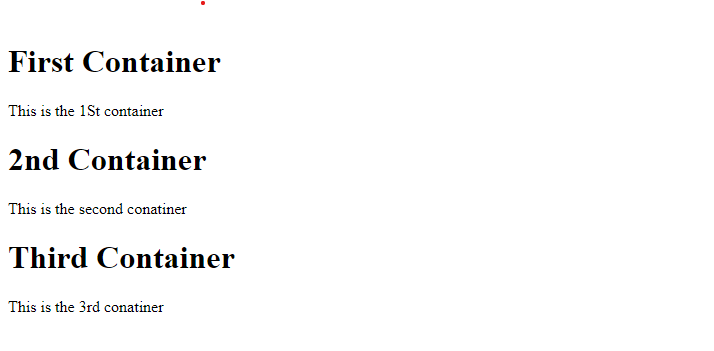 First Container
This is the 1St container
2nd Container
This is the second conatiner
Third Container
This is the 3rd conatiner